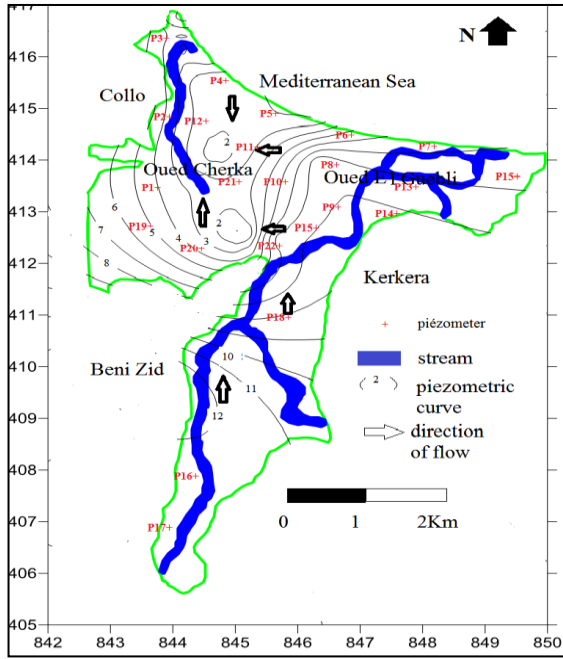 417
416
415
414
413
412
411
410
409
408
407
406
405
842 843 844 845 846 847 848 849 850
N
Mediterranean Sea
Collo
Oued Cherka
Oued El Guebli
Kerkera
Beni Zid
P3+
P4+
P5+
P2+
P12+
P6+
P11+
P7+
P8+
P1+
P21+
P10+
P13+
P15+
P9+
P14+
P19+
P20+
P15+
P22+
P18+
P16+
P17+
2
2
3
4
5
6
7
8
10
11
12
+ piézometer
stream
2 piezometric
curve
direction
of flow
0 1 2Km